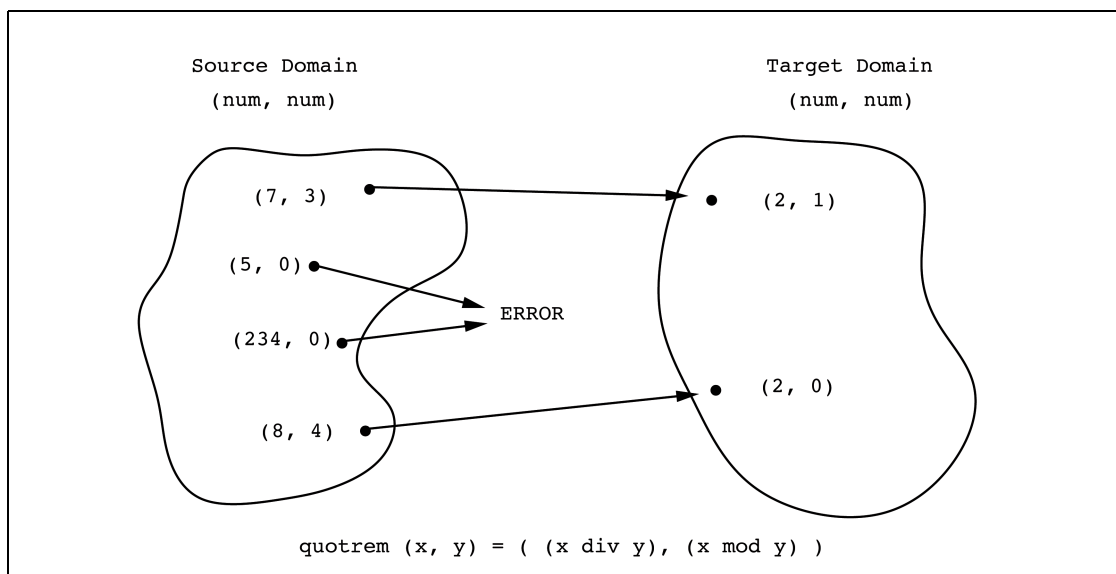 Source Domain
(num, num)
Target Domain
(num, num)
(7, 3)
(2, 1)
(5, 0)
ERROR
(234, 0)
(2, 0)
(8, 4)
quotrem (x, y) = ( (x div y), (x mod y) )